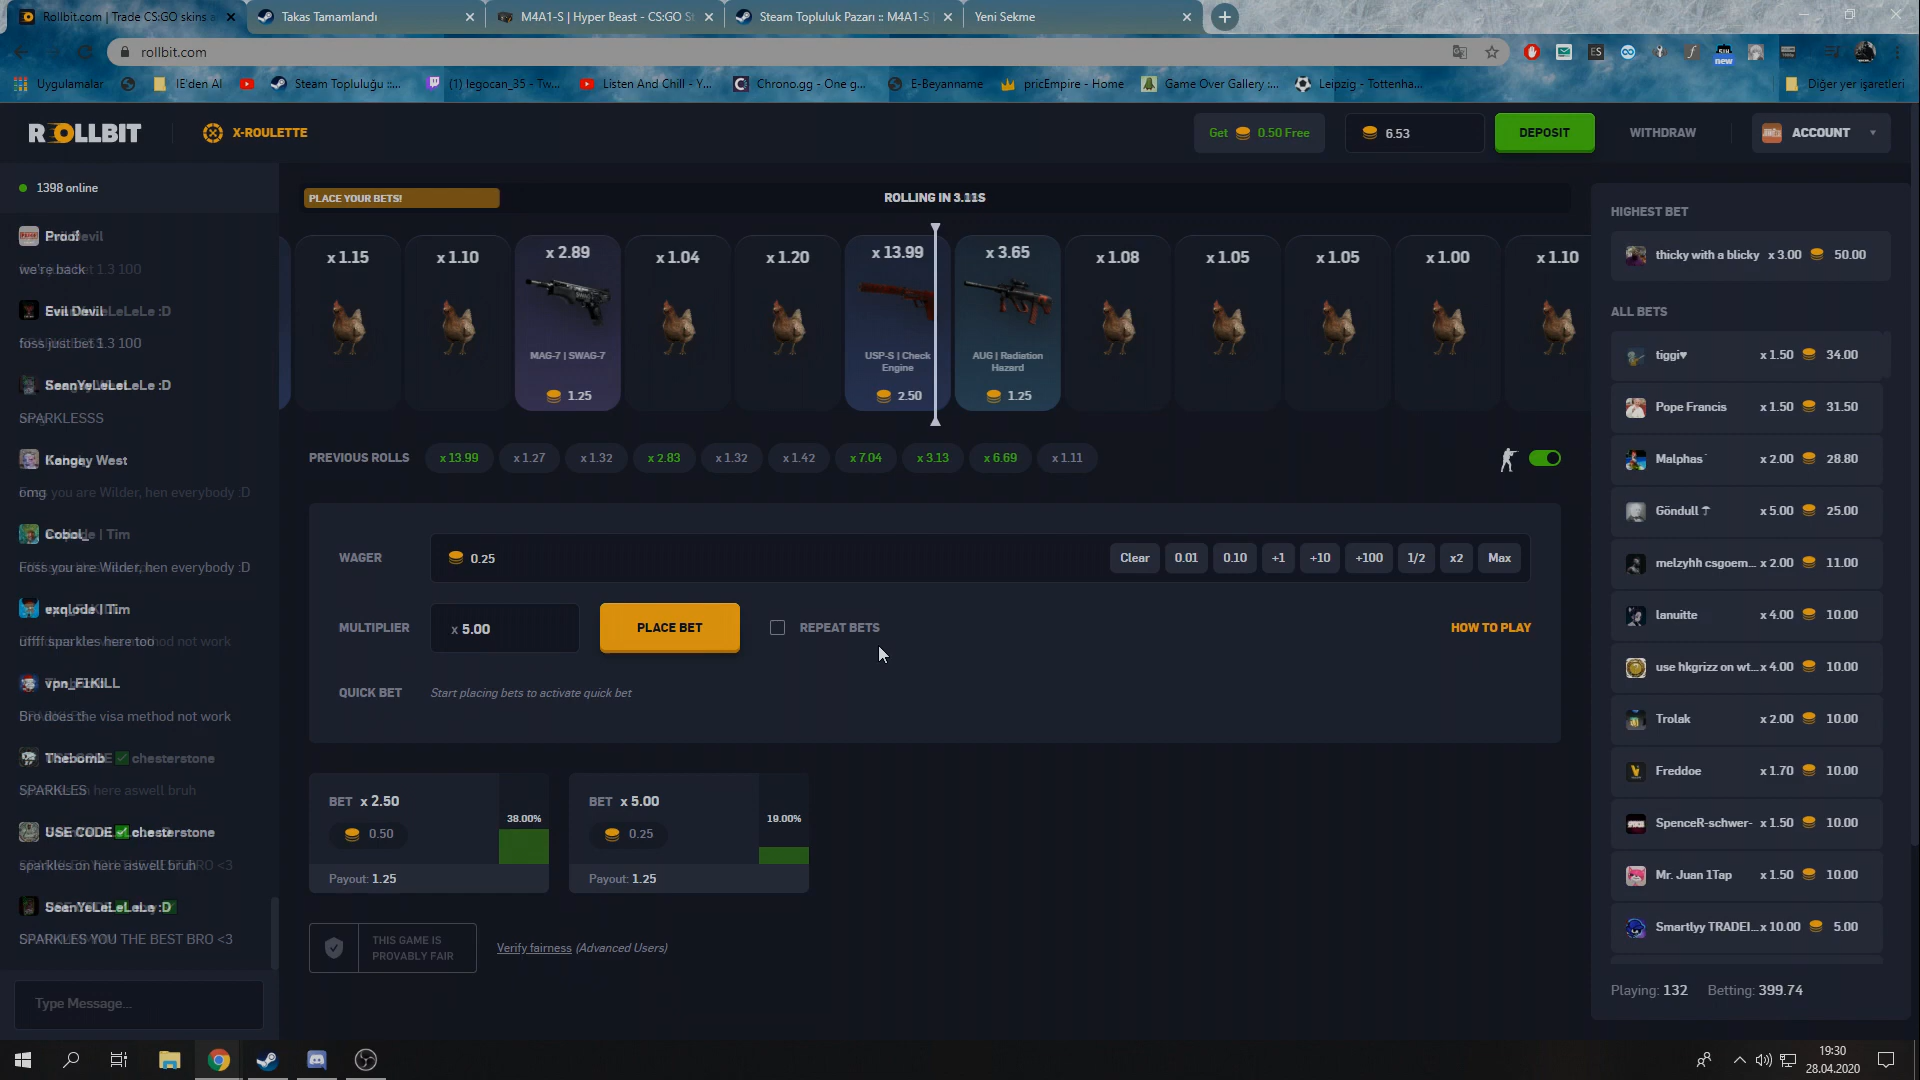 Rollbit.com | Trade CS:GO skins a
Takas Tamamlandı
M4A1-S | Hyper Beast - CS:GO S
Steam Topluluk Pazarı :: M4A1-S
Yeni Sekme
rollbit.com
Uygulamalar
IE'den Al
Steam Topluluğu ::...
(1) legocan_35 - Tw...
Listen And Chill - Y...
Chrono.gg - One g...
E-Beyanname
pricEmpire - Home
Game Over Gallery :...
Leipzig - Tottenha...
Diğer yer işaretleri
ROLLBIT
X-ROULETTE
Get 0.50 Free
6.53
DEPOSIT
WITHDRAW
ACCOUNT
1398 online
we're back
Evil Devil
foss just bet 1.3 100
SeanYeLeLeLeLe :D
SPARKLESSS
Kangay West
omg
Foss you are Wilder, hen everybody :D
uffff sparkles here too
vpn_F1KILL
Bro does the visa method not work
Thebomb
SPARKLES
USE CODE chesterstone
sparkles on here aswell bruh
SeanYeLeLeLeLe :D
SPARKLES YOU THE BEST BRO <3
Type Message...
PLACE YOUR BETS!
ROLLING IN
x 1.15
x 1.10
x 2.89
MAG-7 | SWAG-7
1.25
x 1.04
x 1.20
x 13.99
USP-S | Check
Engine
2.50
x 3.65
AUG | Radiation
Hazard
1.25
x 1.08
x 1.05
x 1.05
x 1.00
x 1.10
PREVIOUS ROLLS
x 13.99
x 1.27
x 1.32
x 2.83
x 1.32
x 1.42
x 7.04
x 3.13
x 6.69
x 1.11
WAGER
0.25
Clear
0.01
0.10
+1
+10
+100
1/2
x2
Max
MULTIPLIER
x 5.00
PLACE BET
REPEAT BETS
HOW TO PLAY
QUICK BET
Start placing bets to activate quick bet
BET x 2.50
0.50
38.00%
Payout: 1.25
BET x 5.00
0.25
19.00%
Payout: 1.25
THIS GAME IS
PROVABLY FAIR
Verify fairness (Advanced Users)
HIGHEST BET
thicky with a blicky x 3.00 50.00
ALL BETS
tiggi♥ x 1.50 34.00
Pope Francis x 1.50 31.50
Malphas x 2.00 28.80
Göndull ☂ x 5.00 25.00
melzyhh csgoem... x 2.00 11.00
lanuitte x 4.00 10.00
use hkgrizz on wt... x 4.00 10.00
Trolak x 2.00 10.00
Freddoe x 1.70 10.00
SpenceR-schwer- x 1.50 10.00
Mr. Juan 1Tap x 1.50 10.00
Smartlyy TRADEI... x 10.00 5.00
Playing: 132 Betting: 399.74
19:30
28.04.2020